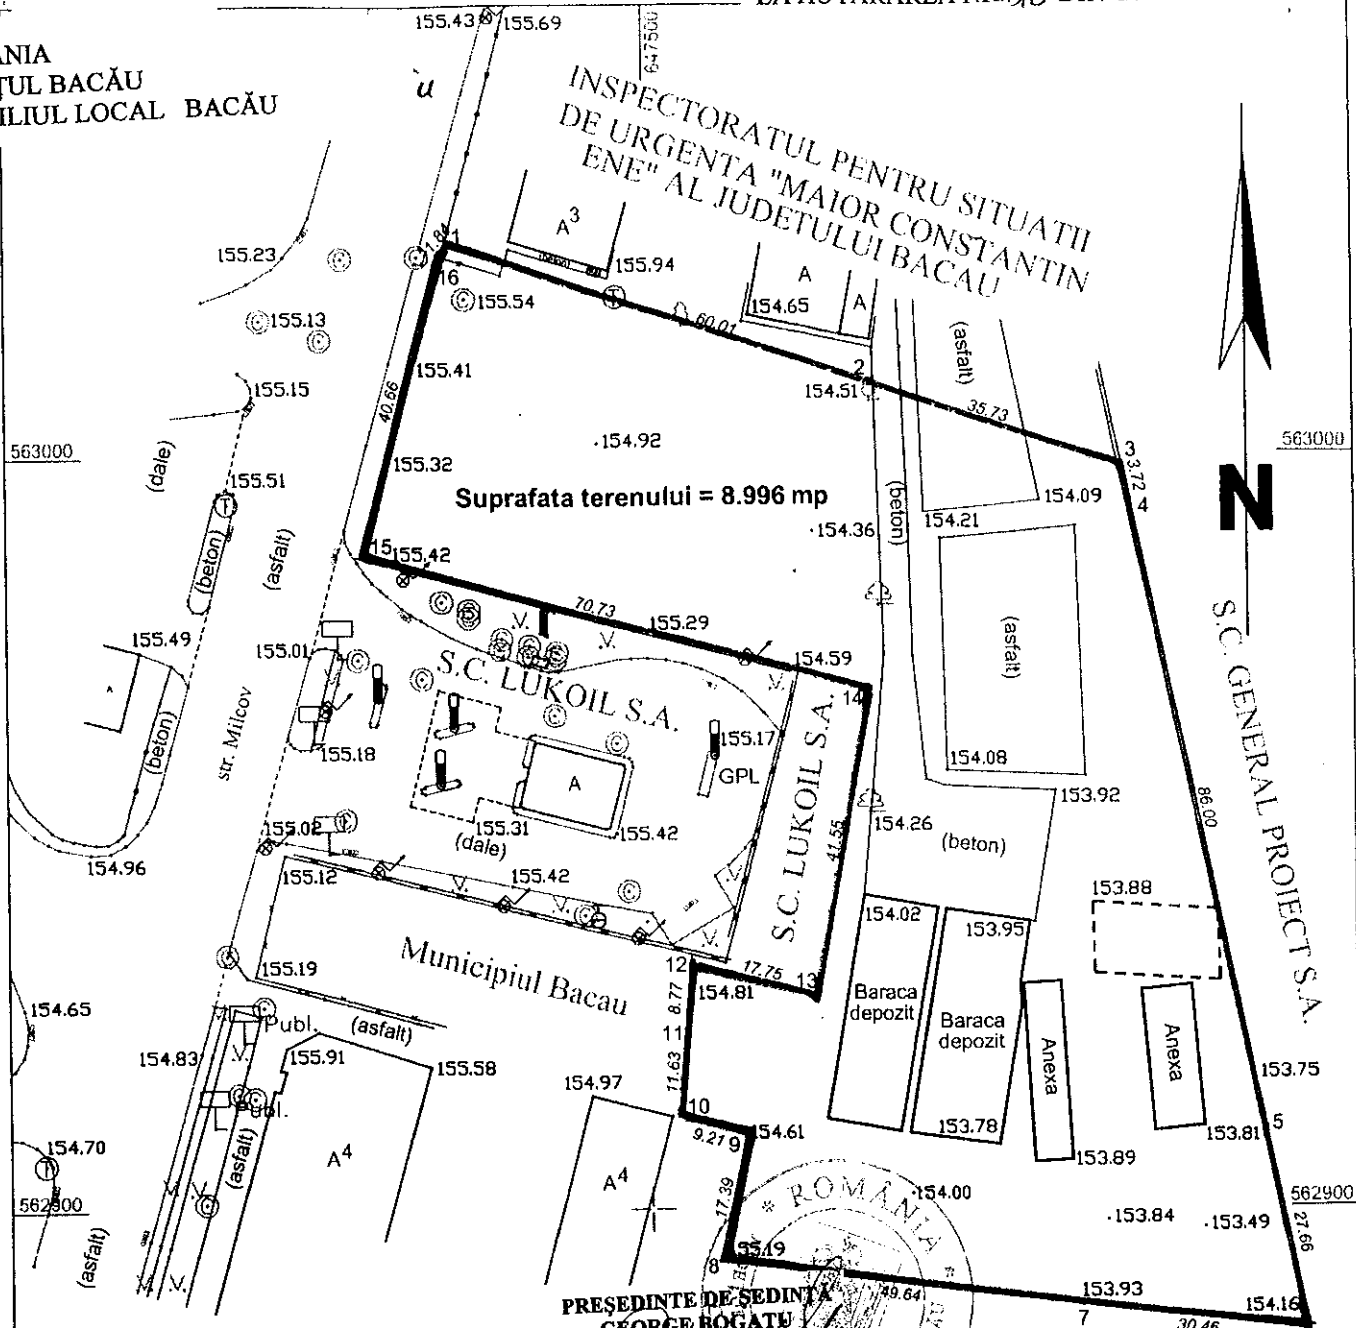 155.43
155.69
647500
ANIA
ȚUL BACĂU
ILIUL LOCAL BACĂU
u
INSPECTORATUL PENTRU SITUATII
DE URGENTA "MAIOR CONSTANTIN
ENE" AL JUDETULUI BACAU
A3
155.23
1.84
1
155.94
16
155.54
A
A
154.65
155.13
60.01
(asfalt)
155.41
2
154.51
155.15
40.66
35.73
563000
154.92
3
563000
(dale)
155.32
3.72
155.51
Suprafata terenului = 8.996 mp
(beton)
154.09
4
N
154.36
154.21
(beton)
(asfalt)
15
155.42
70.73
155.29
(asfalt)
S.C. GENERAL PROIECT S.A.
155.49
155.01
S.C. LUKOIL S.A.
154.59
14
A
str. Milcov
(beton)
155.18
155.17
GPL
S.C. LUKOIL S.A.
154.08
A
153.92
86.00
155.02
155.31
155.42
41.55
154.26
(beton)
(dale)
154.96
155.12
155.42
153.88
154.02
153.95
Municipiul Bacau
12
17.75
13
155.19
154.81
8.77
Baraca
depozit
Baraca
depozit
154.65
Publ.
(asfalt)
11
Anexa
Anexa
154.83
155.91
155.58
154.97
11.63
153.75
Publ.
10
9.21
9
154.61
153.78
153.81
5
154.70
(asfalt)
A4
A4
153.89
17.39
ROMÂNIA
154.00
562900
153.84
153.49
562900
27.66
(asfalt)
8
155.19
49.64
153.93
154.16
PREȘEDINTE DE ȘEDINȚĂ
7
30.46
GEORGE BOGATU